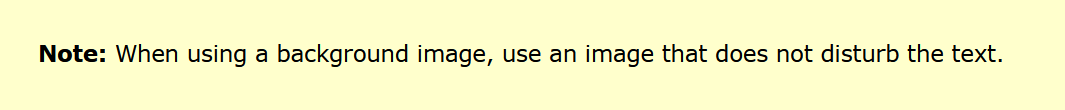 Note: When using a background image, use an image that does not disturb the text.